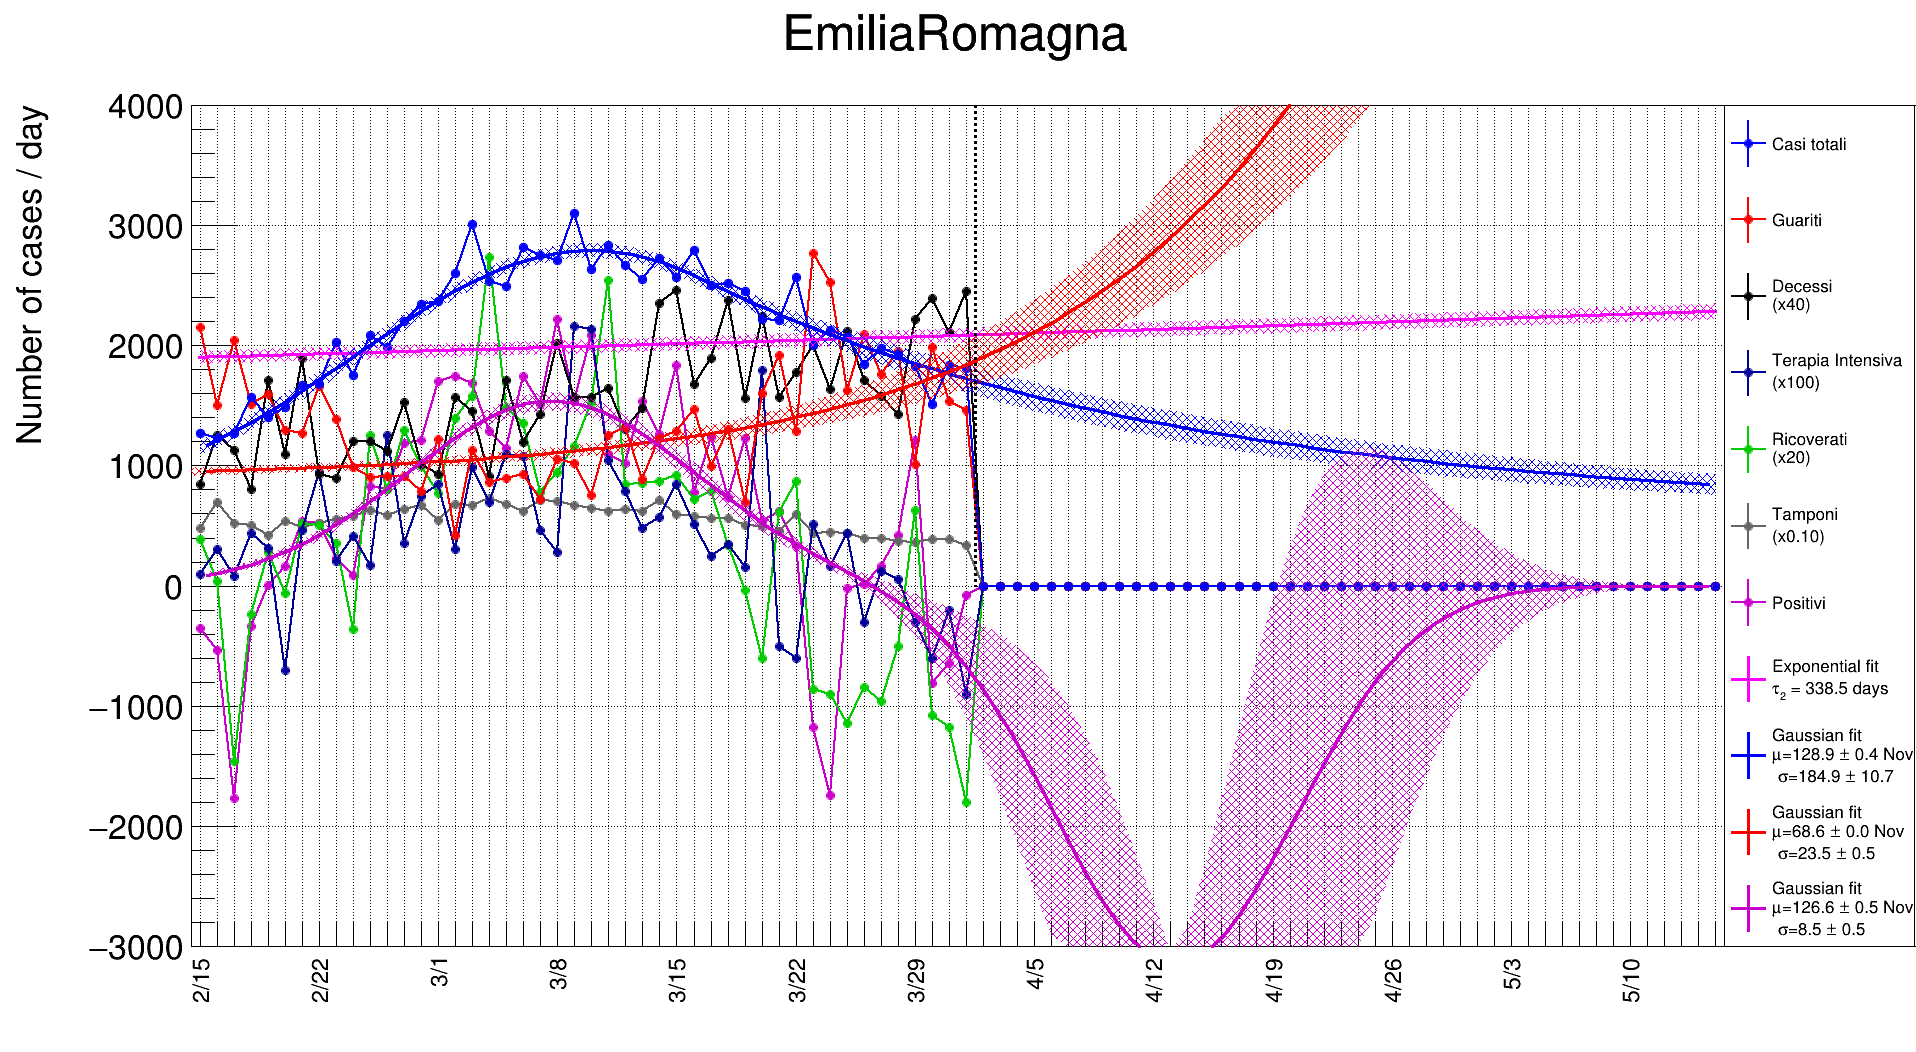 EmiliaRomagna
Number of cases / day
4000
3000
2000
1000
0
−1000
−2000
−3000
2/15
2/22
3/1
3/8
3/15
3/22
3/29
4/5
4/12
4/19
4/26
5/3
5/10
Casi totali
Guariti
Decessi
(x40)
Terapia Intensiva
(x100)
Ricoverati
(x20)
Tamponi
(x0.10)
Positivi
Exponential fit
τ2 = 338.5 days
Gaussian fit
μ=128.9 ± 0.4 Nov
σ=184.9 ± 10.7
Gaussian fit
μ=68.6 ± 0.0 Nov
σ=23.5 ± 0.5
Gaussian fit
μ=126.6 ± 0.5 Nov
σ=8.5 ± 0.5